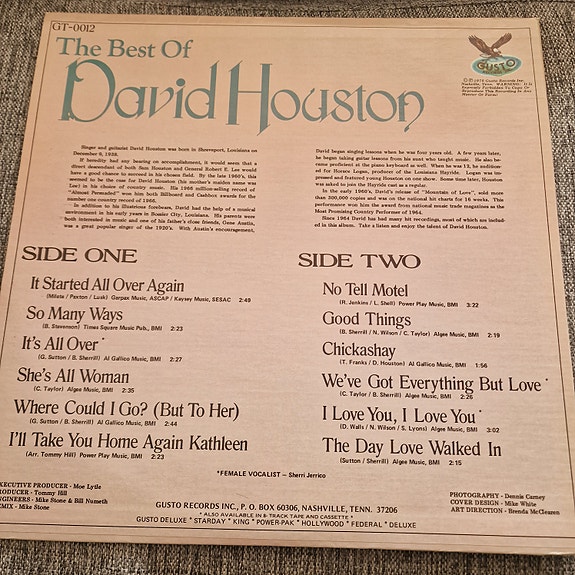 GT-0012
The Best Of
David Houston
GUSTO
RECORDS
Singer and guitarist David Houston was born in Shreveport, Louisiana on
December 9, 1938.
If heredity had any bearing on accomplishment, it would seem that a
direct descendant of both Sam Houston and General Robert E. Lee would
have a good chance to succeed in his chosen field. By the late 1960's, this
seemed to be the case for David Houston (his mother's maiden name was
Lee) in his choice of country music. His 1966 million-selling record of
"Almost Persuaded" won him both Billboard and Cashbox awards for the
number one country record of 1966.
In addition to his illustrious forebears, David had the help of a musical
environment in his early years in Bossier City, Louisiana. His parents were
both interested in music and one of his father's close friends, Gene Austin,
was a great popular singer of the 1920's. With Austin's encouragement,
David began singing lessons when he was four years old. A few years later,
he began taking guitar lessons from his aunt who taught music. He also be-
came proficient at the piano keyboard as well. When he was 12, he audition-
ed for Horace Logan, producer of the Louisiana Hayride. Logan was im-
pressed and featured young Houston on one show. Some time later, Houston
was asked to join the Hayride cast as a regular.
In the early 1960's, David's release of "Mountain of Love", sold more
than 300,000 copies and was on the national hit charts for 16 weeks. This
performance won him the award from national music trade magazines as the
Most Promising Country Performer of 1964.
Since 1964 David has had many hit recordings, most of which are includ-
ed in this album. Take a listen and enjoy the talent of David Houston.
SIDE ONE
It Started All Over Again
(Milete / Paxton / Lusk) Garpax Music, ASCAP / Kaysey Music, SESAC 2:49
So Many Ways
(B. Stevenson) Times Square Music Pub., BMI 2:23
It's All Over *
(G. Sutton / B. Sherrill) Al Gallico Music, BMI 2:27
She's All Woman
(C. Taylor) Algee Music, BMI 2:35
Where Could I Go? (But To Her)
(G. Sutton / B. Sherrill) Al Gallico Music, BMI 2:44
I'll Take You Home Again Kathleen
(Arr. Tommy Hill) Power Play Music, BMI 2:23
SIDE TWO
No Tell Motel
(R. Jenkins / L. Shell) Power Play Music, BMI 3:22
Good Things
(B. Sherrill / N. Wilson / C. Taylor) Algee Music, BMI 2:19
Chickashay
(T. Franks / D. Houston) Al Gallico Music, BMI 1:56
We've Got Everything But Love *
(C. Taylor / B. Sherrill) Algee Music, BMI 2:26
I Love You, I Love You *
(D. Walls / N. Wilson / S. Lyons) Algee Music, BMI 3:02
The Day Love Walked In
(Sutton / Sherrill) Algee Music, BMI 2:15
*FEMALE VOCALIST – Sherri Jerrico
EXECUTIVE PRODUCER - Moe Lytle
PRODUCER - Tommy Hill
ENGINEERS - Mike Stone & Bill Numeth
REMIX - Mike Stone
GUSTO RECORDS INC., P. O. BOX 60306, NASHVILLE, TENN. 37206
* ALSO AVAILABLE IN 8-TRACK TAPE AND CASSETTE *
GUSTO DELUXE * STARDAY * KING * POWER-PAK * HOLLYWOOD * FEDERAL * DELUXE
PHOTOGRAPHY - Dennis Carney
COVER DESIGN - Mike White
ART DIRECTION - Brenda McClearen